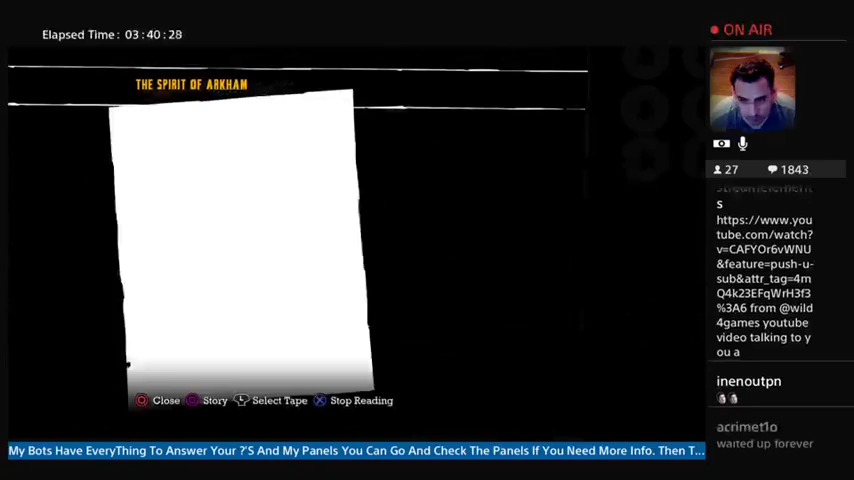 Elapsed Time: 03:40:28
ON AIR
THE SPIRIT OF ARKHAM
27
1843
s
https://www.you
tube.com/watch?
v=CAFYOr6vWNU
&feature=push-u-
sub&attr_tag=4m
Q4k23EFqWrH3f3
%3A6 from @wild
4games youtube
video talking to y
ou a
inenoutpn
acrimet1o
waited up forever
Close Story Select Tape Stop Reading
My Bots Have EveryThing To Answer Your ?'S And My Panels You Can Go And Check The Panels If You Need More Info. Then T...